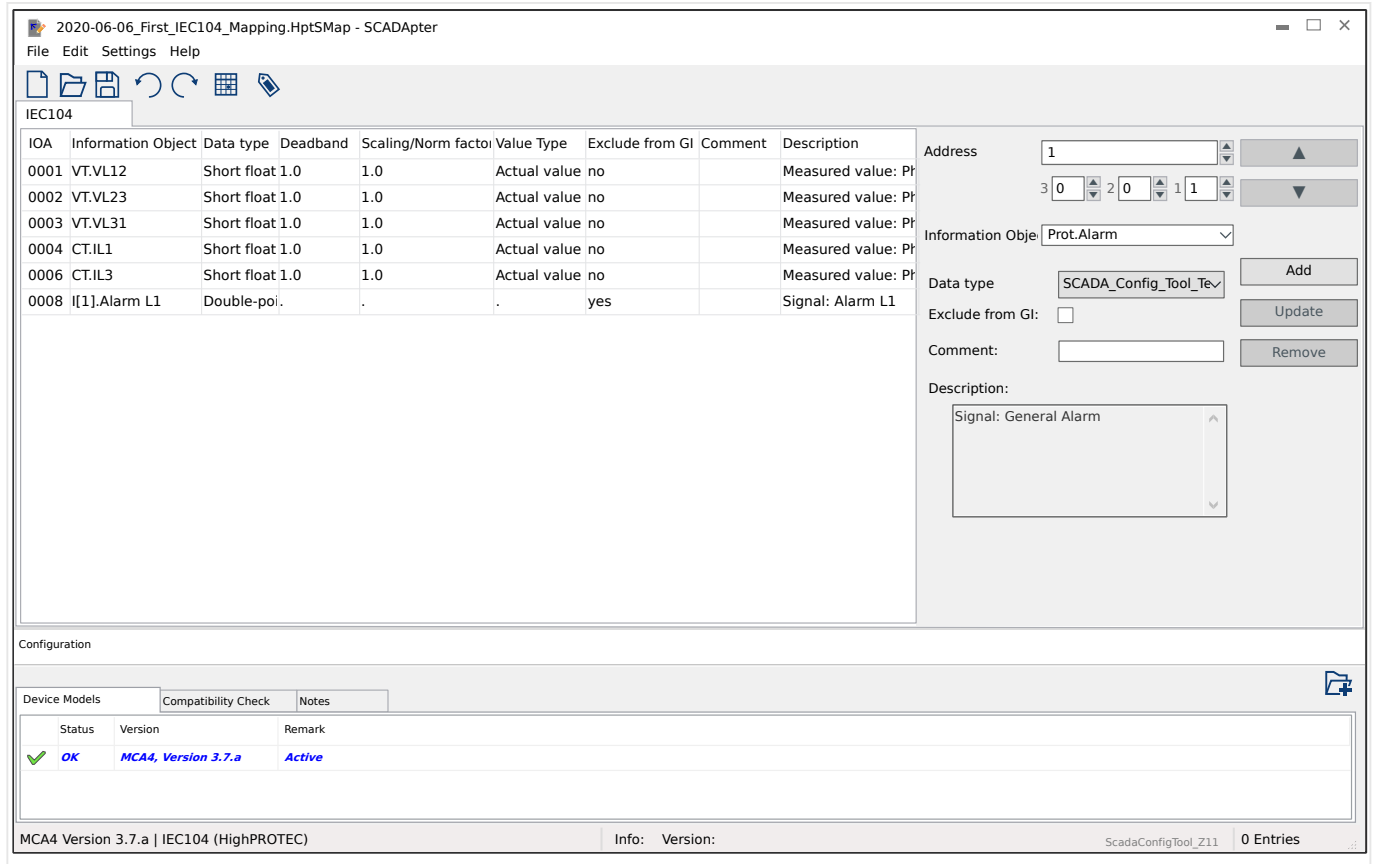 2020-06-06_First_IEC104_Mapping.HptSMap - SCADApter
File Edit Settings Help
IEC104
IOA Information Object Data type Deadband Scaling/Norm factor Value Type Exclude from GI Comment Description
0001 VT.VL12 Short float 1.0 1.0 Actual value no Measured value: Ph
0002 VT.VL23 Short float 1.0 1.0 Actual value no Measured value: Ph
0003 VT.VL31 Short float 1.0 1.0 Actual value no Measured value: Ph
0004 CT.IL1 Short float 1.0 1.0 Actual value no Measured value: Ph
0006 CT.IL3 Short float 1.0 1.0 Actual value no Measured value: Ph
0008 I[1].Alarm L1 Double-poi. . . yes Signal: Alarm L1
Address 1
3 0 2 0 1 1
Information Obje Prot.Alarm
Add
Data type SCADA_Config_Tool_Te
Exclude from GI: Update
Comment: Remove
Description:
Signal: General Alarm
Configuration
Device Models Compatibility Check Notes
Status Version Remark
OK MCA4, Version 3.7.a Active
MCA4 Version 3.7.a | IEC104 (HighPROTEC) Info: Version: ScadaConfigTool_Z11 0 Entries